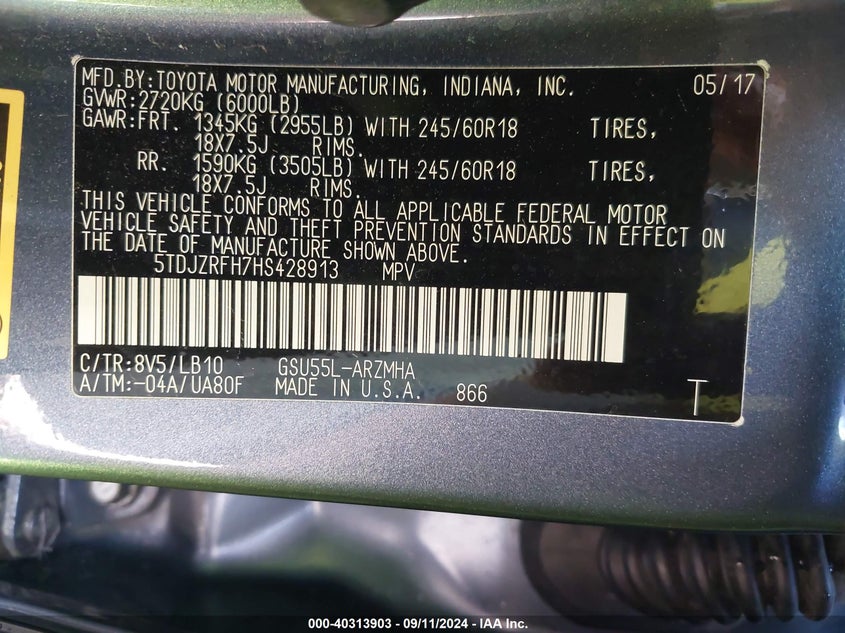 MFD.BY:TOYOTA MOTOR MANUFACTURING, INDIANA, INC. 05/17
GVWR:2720KG (6000LB)
GAWR:FRT. 1345KG (2955LB) WITH 245/60R18 TIRES,
18X7.5J RIMS.
RR. 1590KG (3505LB) WITH 245/60R18 TIRES,
18X7.5J RIMS.
THIS VEHICLE CONFORMS TO ALL APPLICABLE FEDERAL MOTOR
VEHICLE SAFETY AND THEFT PREVENTION STANDARDS IN EFFECT ON
THE DATE OF MANUFACTURE SHOWN ABOVE.
5TDJZRFH7HS428913 MPV
C/TR:8V5/LB10 GSU55L-ARZMHA
A/TM:-04A/UA80F MADE IN U.S.A. 866 T
000-40313903 - 09/11/2024 - IAA Inc.